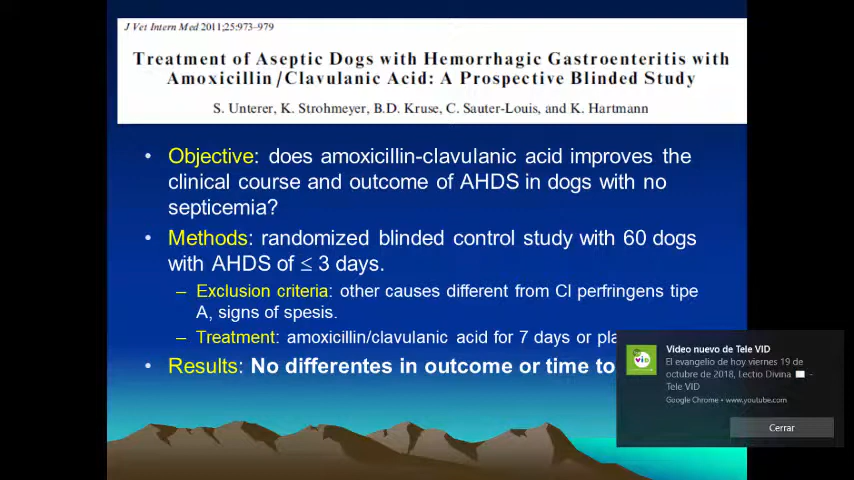 J Vet Intern Med 2011;25:973–979
Treatment of Aseptic Dogs with Hemorrhagic Gastroenteritis with
Amoxicillin/Clavulanic Acid: A Prospective Blinded Study
S. Unterer, K. Strohmeyer, B.D. Kruse, C. Sauter-Louis, and K. Hartmann
• Objective: does amoxicillin-clavulanic acid improves the
clinical course and outcome of AHDS in dogs with no
septicemia?
• Methods: randomized blinded control study with 60 dogs
with AHDS of ≤ 3 days.
– Exclusion criteria: other causes different from Cl perfringens tipe
A, signs of spesis.
– Treatment: amoxicillin/clavulanic acid for 7 days or
• Results: No differentes in outcome or time to
VID
Video nuevo de Tele VID
El evangelio de hoy viernes 19 de
octubre de 2018, Lectio Divina –
Tele VID
Google Chrome • www.youtube.com
Cerrar